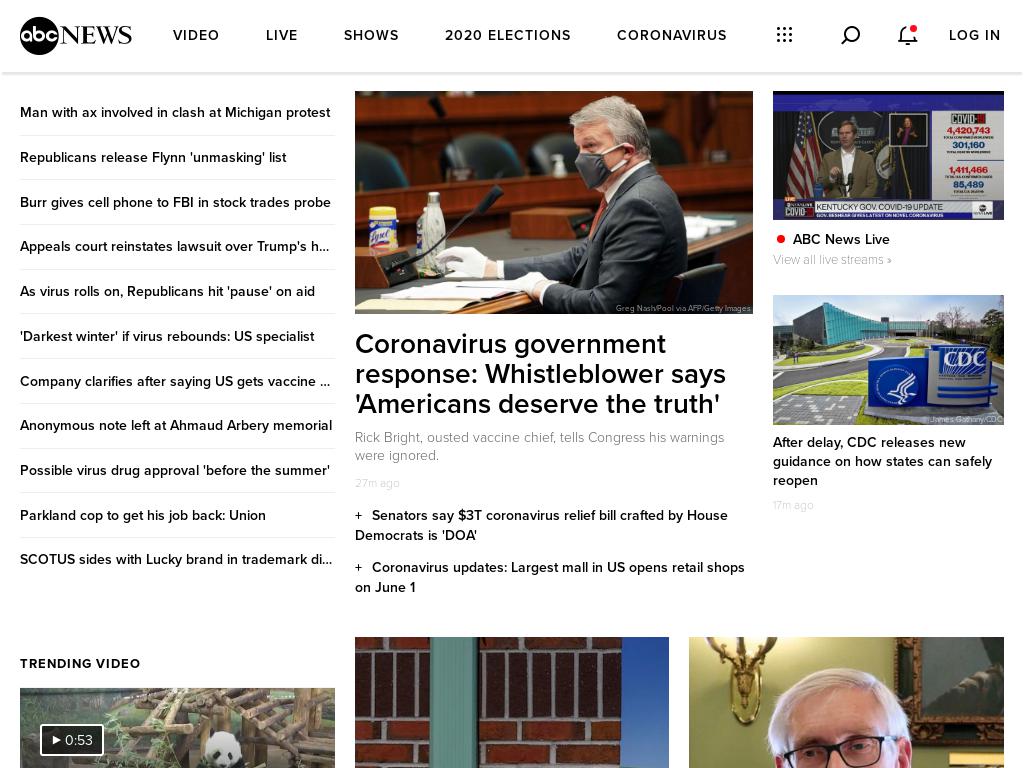 abc NEWS
VIDEO
LIVE
SHOWS
2020 ELECTIONS
CORONAVIRUS
LOG IN
Man with ax involved in clash at Michigan protest
Republicans release Flynn 'unmasking' list
Burr gives cell phone to FBI in stock trades probe
Appeals court reinstates lawsuit over Trump's h...
As virus rolls on, Republicans hit 'pause' on aid
'Darkest winter' if virus rebounds: US specialist
Company clarifies after saying US gets vaccine ...
Anonymous note left at Ahmaud Arbery memorial
Possible virus drug approval 'before the summer'
Parkland cop to get his job back: Union
SCOTUS sides with Lucky brand in trademark di...
TRENDING VIDEO
0:53
Lysol
Greg Nash/Pool via AFP/Getty Images
Coronavirus government
response: Whistleblower says
'Americans deserve the truth'
Rick Bright, ousted vaccine chief, tells Congress his warnings
were ignored.
27m ago
+ Senators say $3T coronavirus relief bill crafted by House
Democrats is 'DOA'
+ Coronavirus updates: Largest mall in US opens retail shops
on June 1
COVID-19
4,420,743
301,160
1,411,466
85,489
KENTUCKY GOV. COVID-19 UPDATE
GOV. BESHEAR GIVES LATEST ON NOVEL CORONAVIRUS
ABC News Live
View all live streams »
CDC
James Gathany/CDC
After delay, CDC releases new
guidance on how states can safely
reopen
17m ago